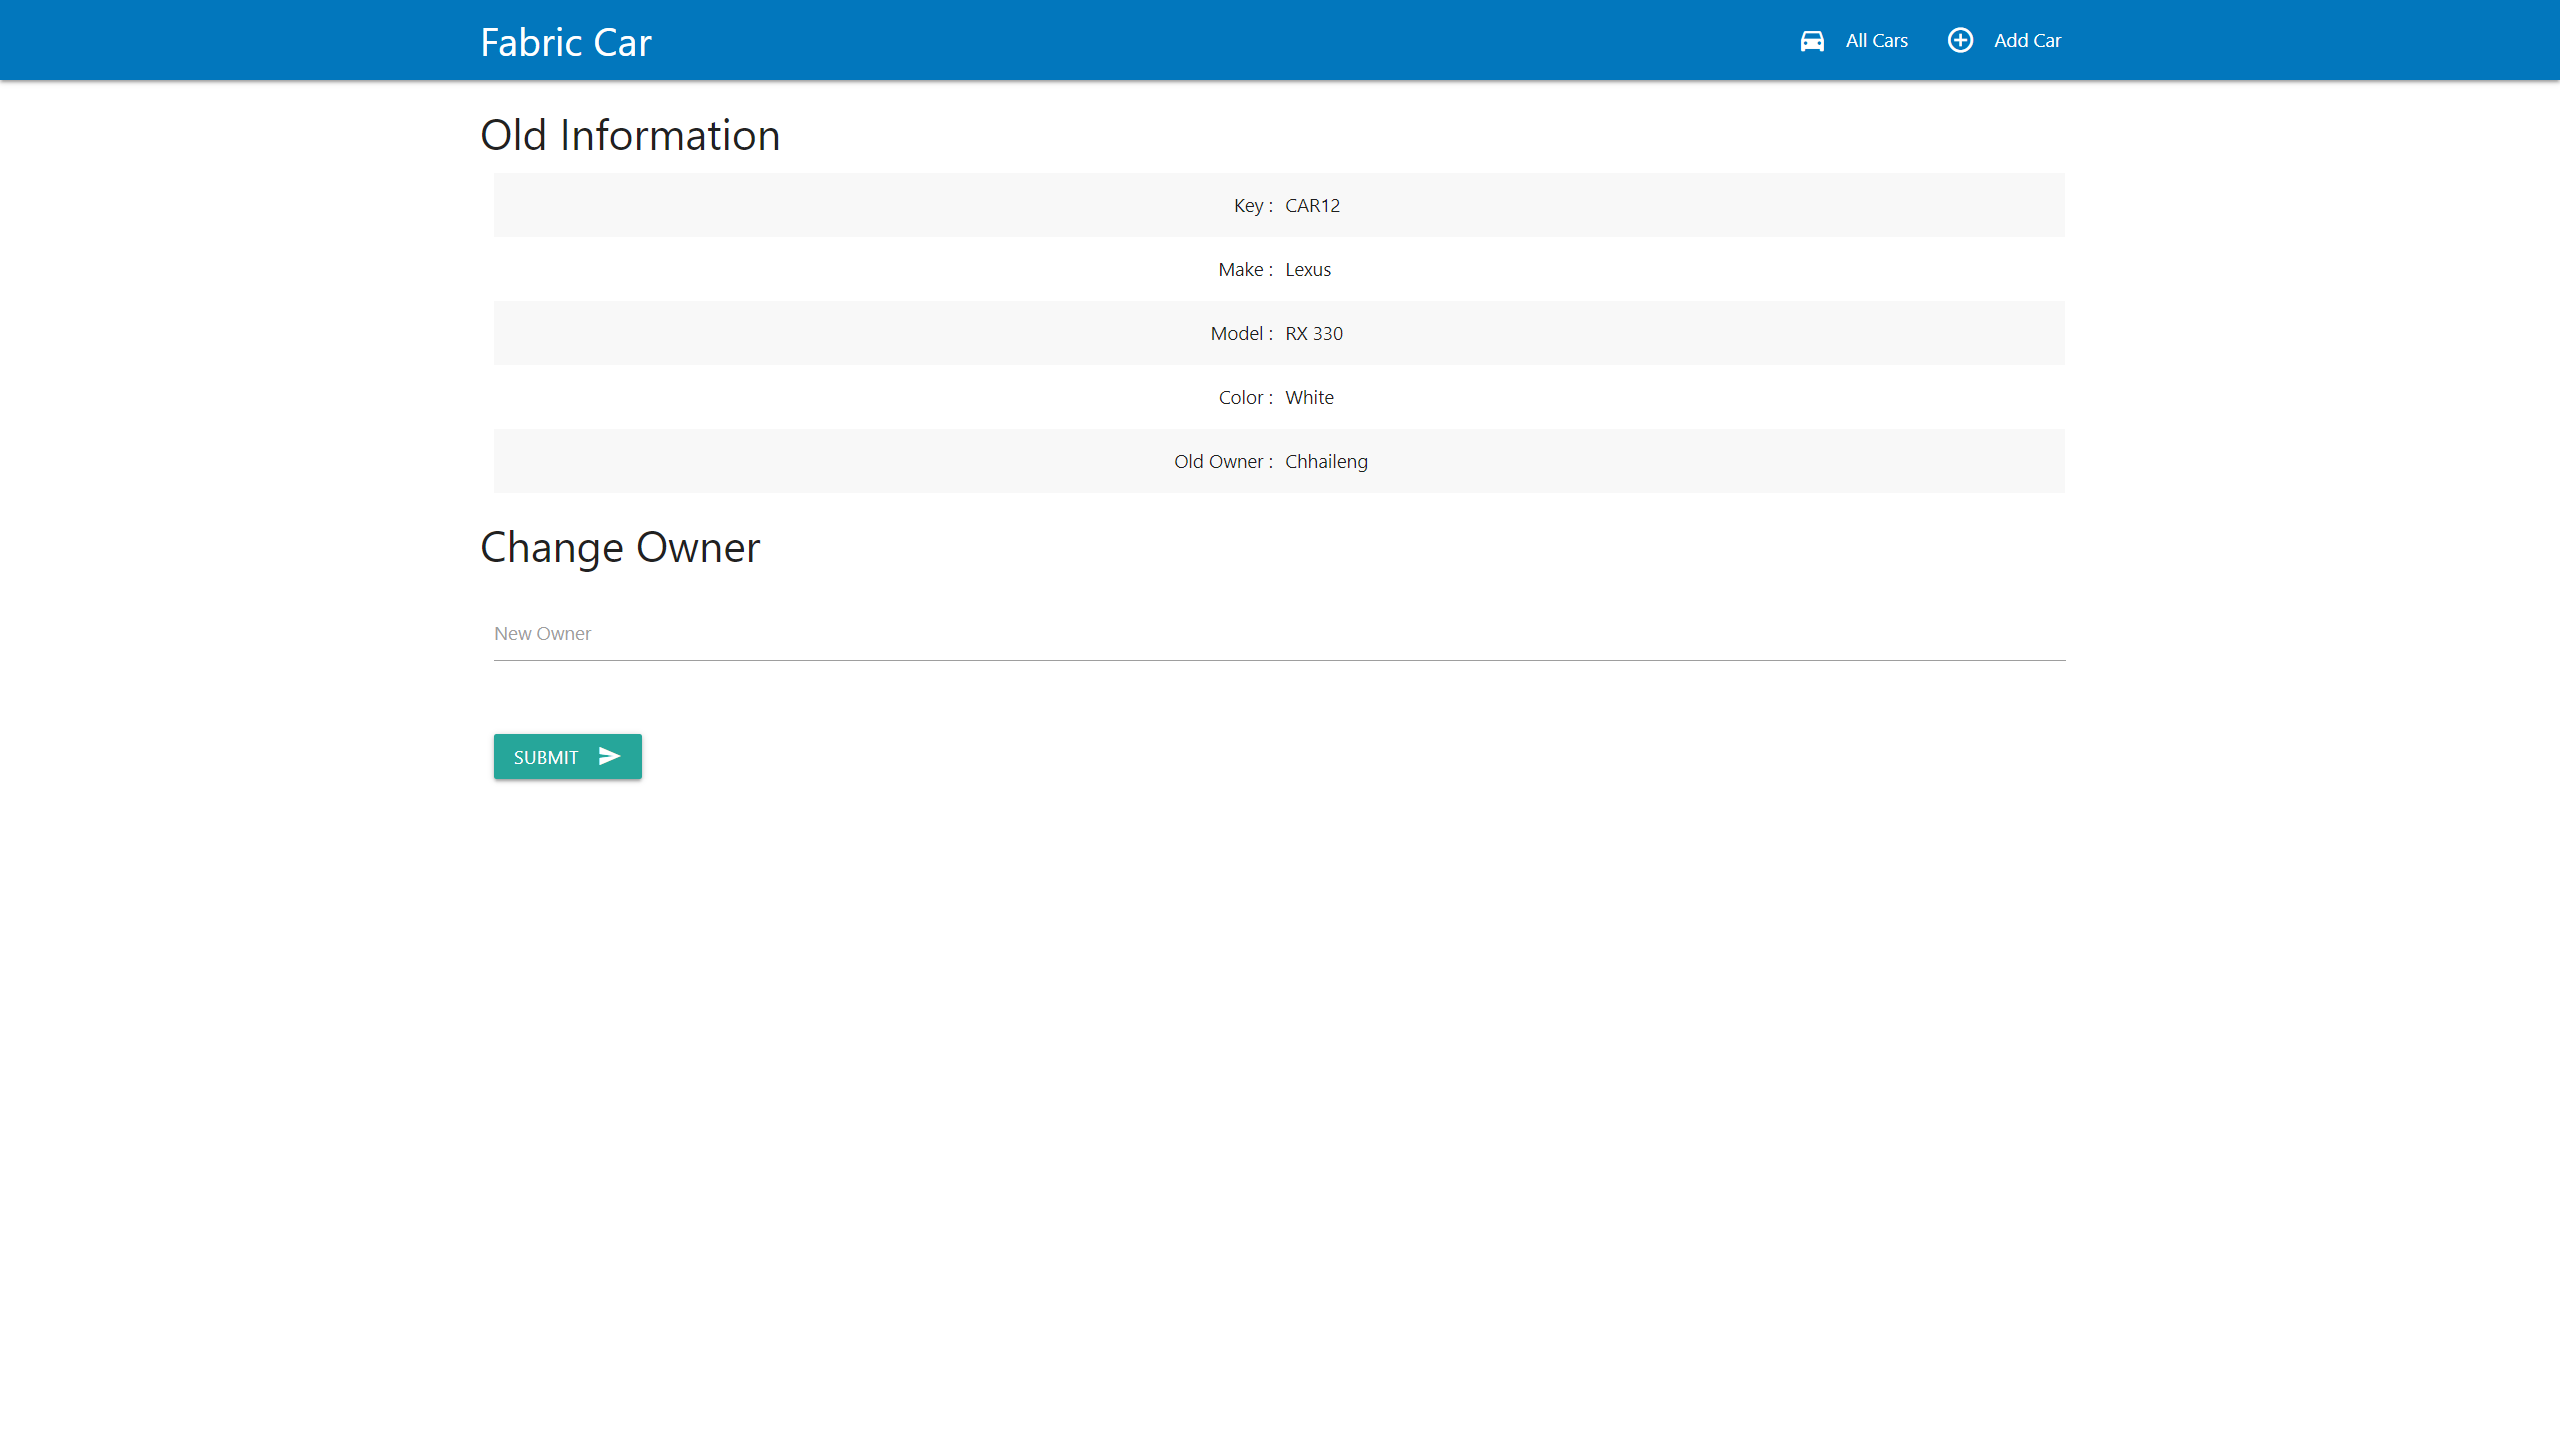 Fabric Car
All Cars
Add Car
Old Information
Key : CAR12
Make : Lexus
Model : RX 330
Color : White
Old Owner : Chhaileng
Change Owner
New Owner
SUBMIT